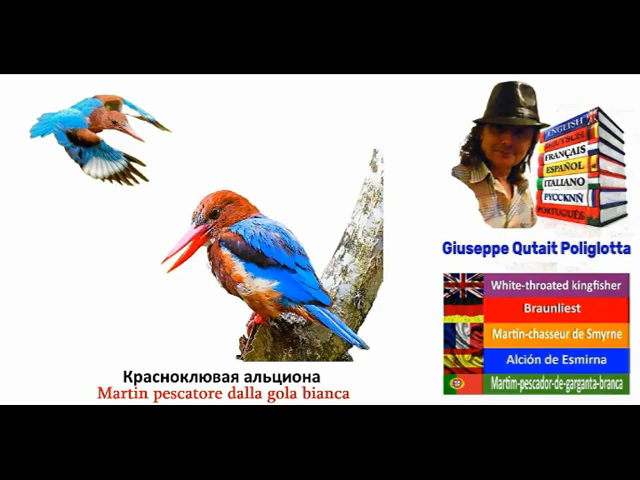 Красноклювая альциона
Martin pescatore dalla gola bianca
ENGLISH
DEUTSCH
FRANÇAIS
ESPAÑOL
ITALIANO
РУССКИЙ
PORTUGUÊS
Giuseppe Qutait Poliglotta
White-throated kingfisher
Braunliest
Martin-chasseur de Smyrne
Alción de Esmirna
Martim-pescador-de-garganta-branca